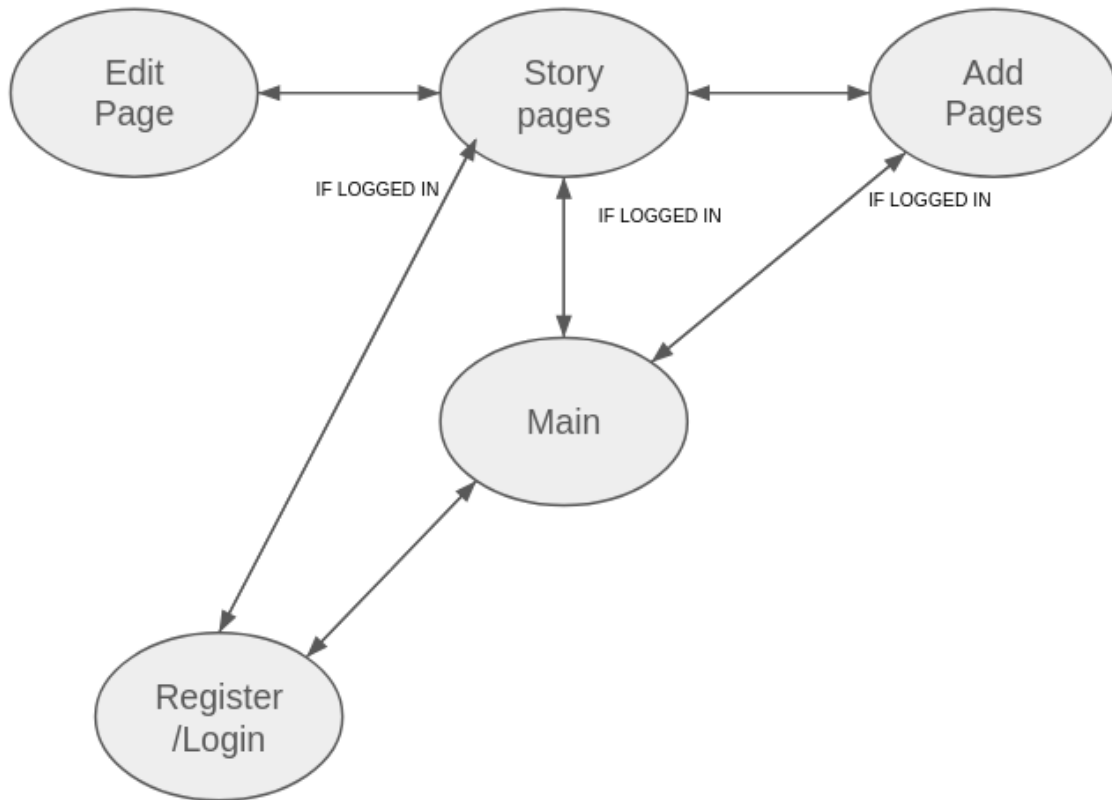 Edit
Page
Story
pages
Add
Pages
IF LOGGED IN
IF LOGGED IN
IF LOGGED IN
Main
Register
/Login